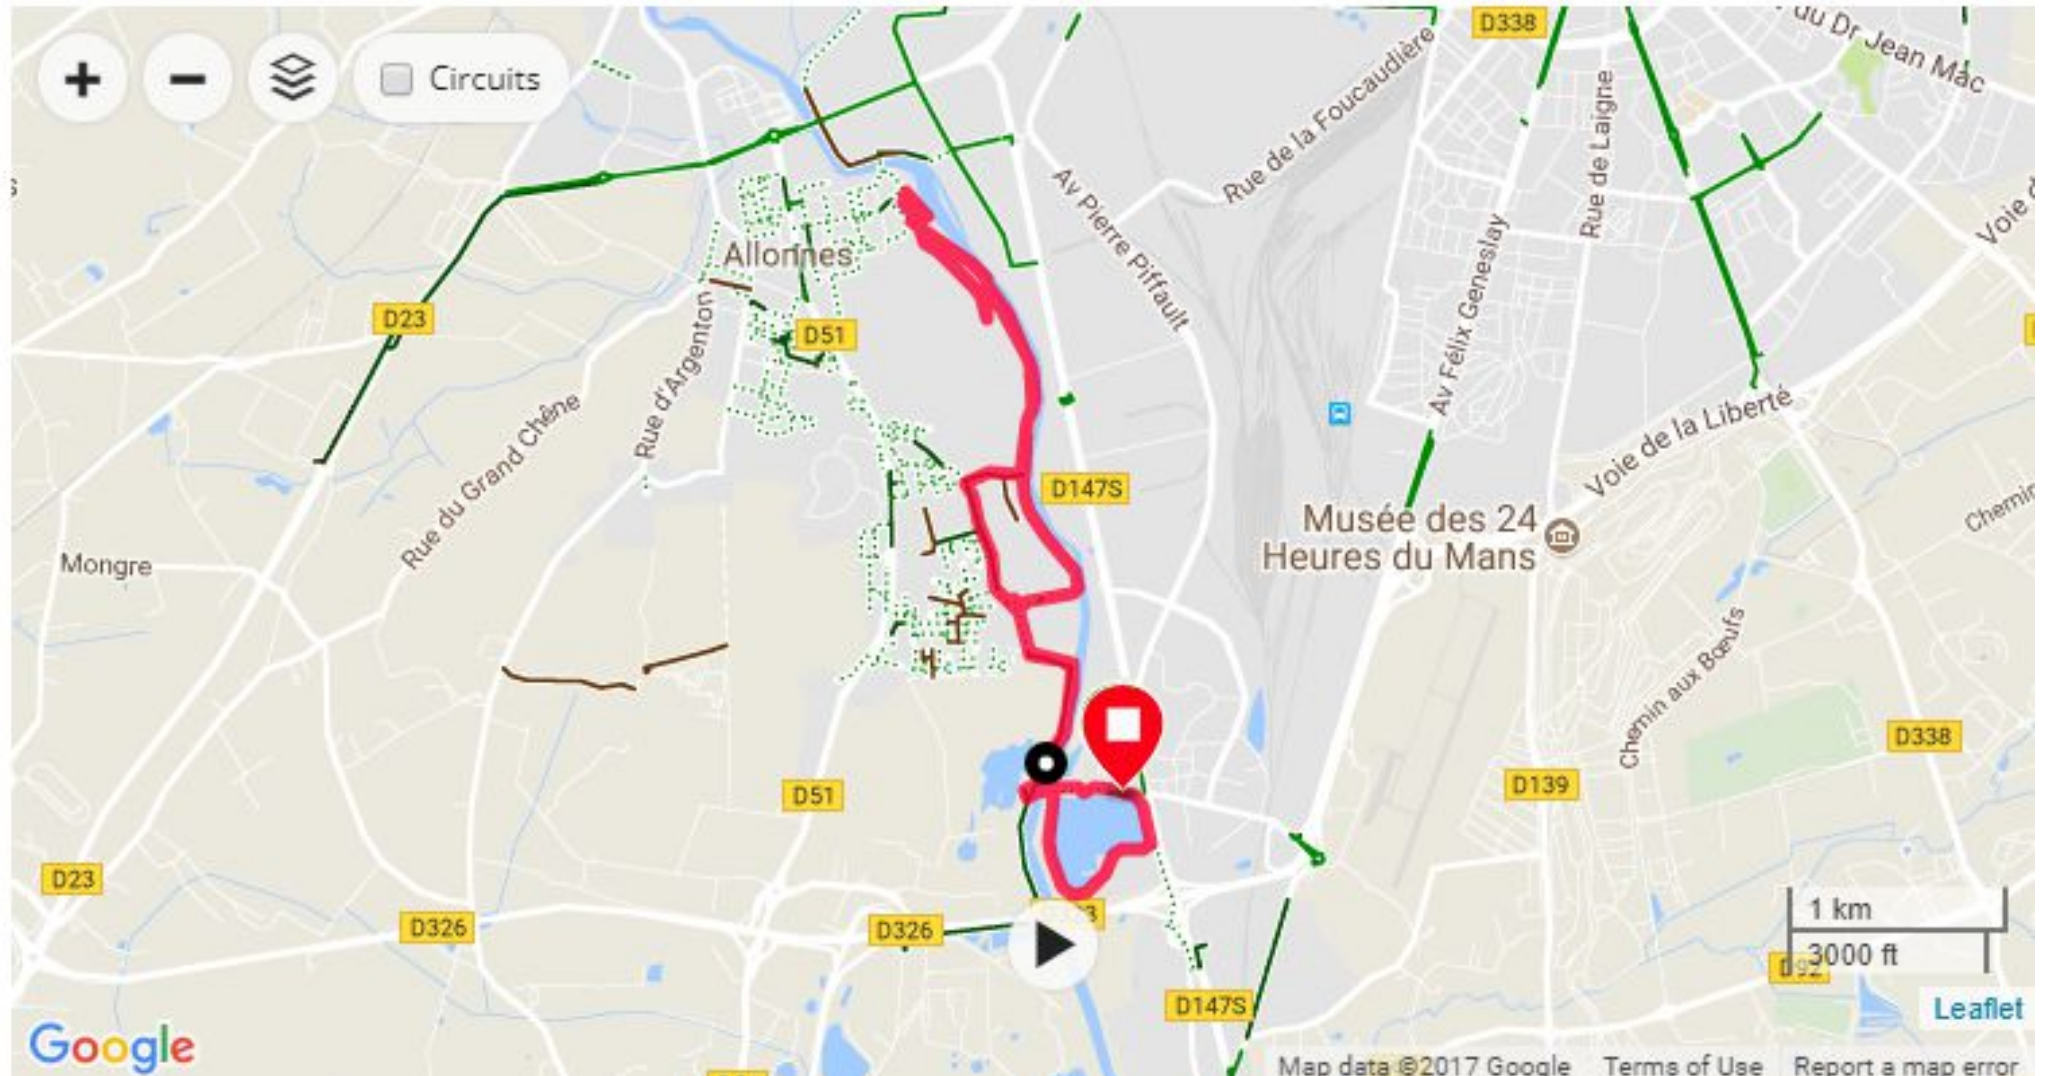 D338
du Dr Jean Mac
+
−
Circuits
Rue de la Foucaudière
Rue de Laigne
Av Pierre Piffault
Voie d
Allonnes
D23
D51
Av Félix Geneslay
Rue d'Argenton
Rue du Grand Chêne
Voie de la Liberté
D147S
Chemin
Musée des 24
Heures du Mans
Mongre
Chemin aux Bœufs
D338
D51
D139
D23
D326
D326
3
1 km
3000 ft
D92
D147S
Leaflet
Google
Map data ©2017 Google
Terms of Use
Report a map error